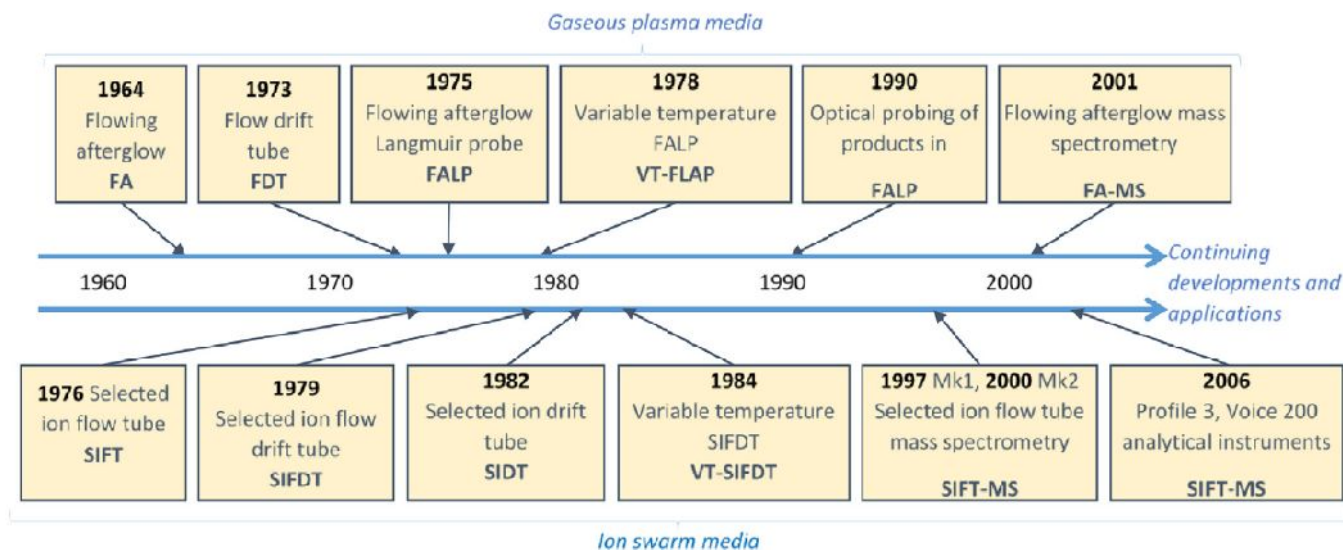 Gaseous plasma media
1964
Flowing
afterglow
FA
1973
Flow drift
tube
FDT
1975
Flowing afterglow
Langmuir probe
FALP
1978
Variable temperature
FALP
VT-FLAP
1990
Optical probing of
products in
FALP
2001
Flowing afterglow mass
spectrometry
FA-MS
1960
1970
1980
1990
2000
Continuing
developments and
applications
1976 Selected
ion flow tube
SIFT
1979
Selected ion flow
drift tube
SIFDT
1982
Selected ion drift
tube
SIDT
1984
Variable temperature
SIFDT
VT-SIFDT
1997 Mk1, 2000 Mk2
Selected ion flow tube
mass spectrometry
SIFT-MS
2006
Profile 3, Voice 200
analytical instruments
SIFT-MS
Ion swarm media